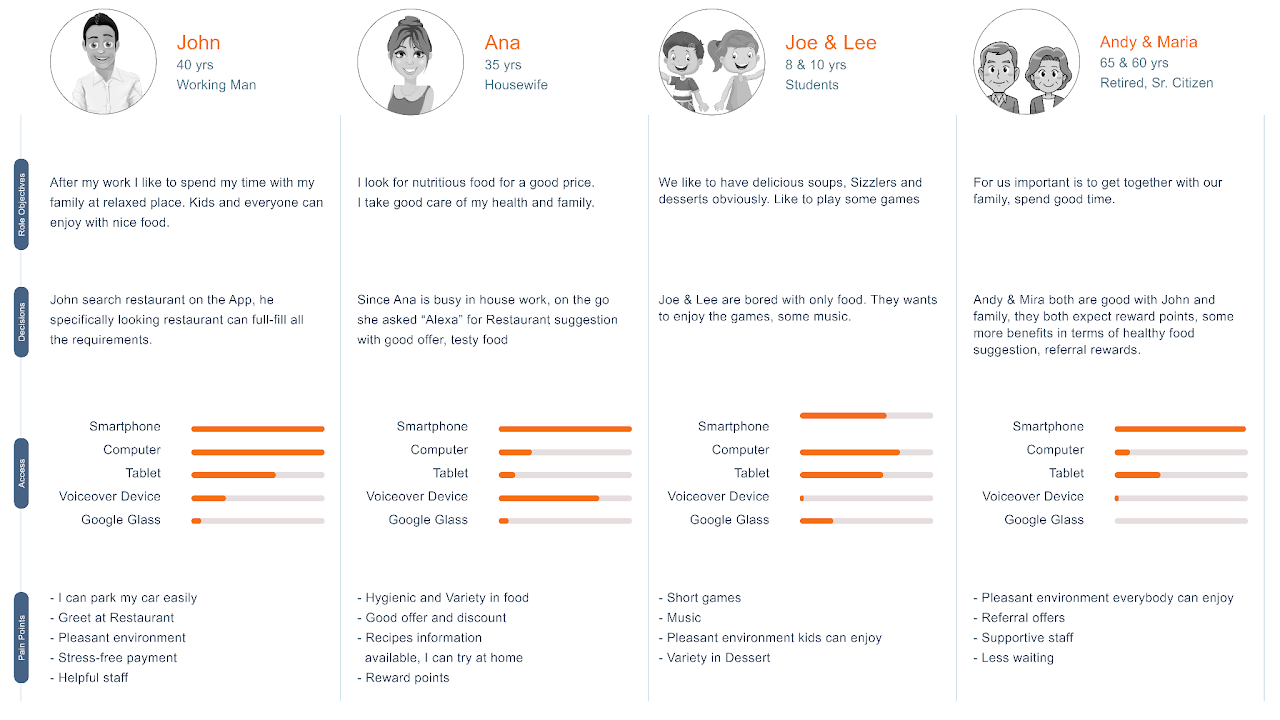 John
40 yrs
Working Man
Ana
35 yrs
Housewife
Joe & Lee
8 & 10 yrs
Students
Andy & Maria
65 & 60 yrs
Retired, Sr. Citizen
Role Objectives
After my work I like to spend my time with my
family at relaxed place. Kids and everyone can
enjoy with nice food.
I look for nutritious food for a good price.
I take good care of my health and family.
We like to have delicious soups, Sizzlers and
desserts obviously. Like to play some games
For us important is to get together with our
family, spend good time.
Decisions
John search restaurant on the App, he
specifically looking restaurant can full-fill all
the requirements.
Since Ana is busy in house work, on the go
she asked “Alexa” for Restaurant suggestion
with good offer, testy food
Joe & Lee are bored with only food. They wants
to enjoy the games, some music.
Andy & Mira both are good with John and
family, they both expect reward points, some
more benefits in terms of healthy food
suggestion, referral rewards.
Access
Smartphone
Computer
Tablet
Voiceover Device
Google Glass
Smartphone
Computer
Tablet
Voiceover Device
Google Glass
Smartphone
Computer
Tablet
Voiceover Device
Google Glass
Smartphone
Computer
Tablet
Voiceover Device
Google Glass
Pain Points
- I can park my car easily
- Greet at Restaurant
- Pleasant environment
- Stress-free payment
- Helpful staff
- Hygienic and Variety in food
- Good offer and discount
- Recipes information
available, I can try at home
- Reward points
- Short games
- Music
- Pleasant environment kids can enjoy
- Variety in Dessert
- Pleasant environment everybody can enjoy
- Referral offers
- Supportive staff
- Less waiting